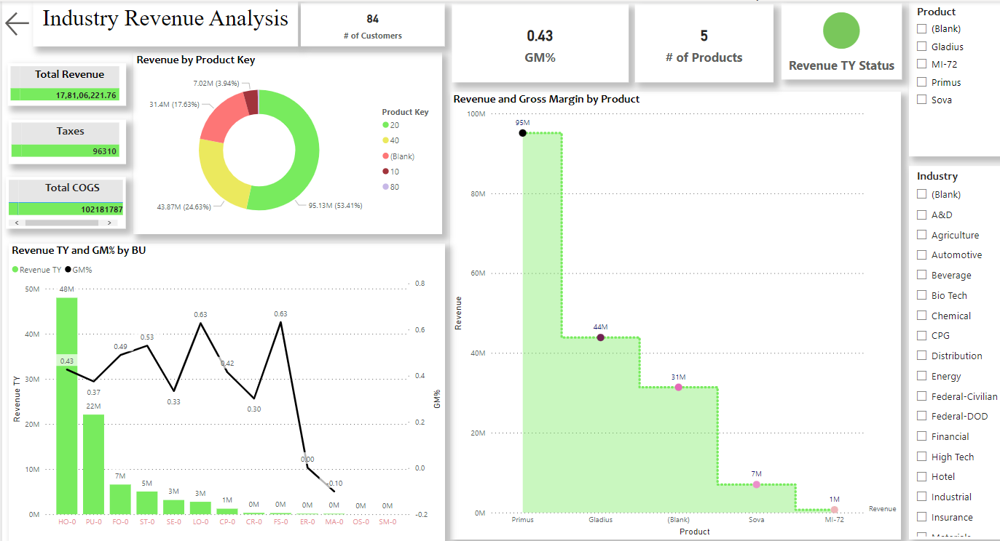 Industry Revenue Analysis
84
# of Customers
0.43
GM%
5
# of Products
Revenue TY Status
Product
(Blank)
Gladius
MI-72
Primus
Sova
Total Revenue
17,81,06,221.76
Taxes
96310
Total COGS
102181787
Revenue by Product Key
7.02M (3.94%)
31.4M (17.63%)
43.87M (24.63%)
95.13M (53.41%)
Product Key
20
40
(Blank)
10
80
Revenue and Gross Margin by Product
100M
80M
60M
40M
20M
0M
Revenue
95M
44M
31M
7M
1M
Revenue
Primus
Gladius
(Blank)
Sova
MI-72
Product
Industry
(Blank)
A&D
Agriculture
Automotive
Beverage
Bio Tech
Chemical
CPG
Distribution
Energy
Federal-Civilian
Federal-DOD
Financial
High Tech
Hotel
Industrial
Insurance
Revenue TY and GM% by BU
Revenue TY
GM%
50M
40M
30M
20M
10M
0M
Revenue TY
48M
22M
7M
5M
3M
3M
1M
0M
0M
0M
0M
0M
0M
0.43
0.37
0.49
0.53
0.33
0.63
0.42
0.30
0.63
0.00
-0.10
0.8
0.6
0.4
0.2
0.0
-0.2
GM%
HO-0
PU-0
FO-0
ST-0
SE-0
LO-0
CP-0
CR-0
FS-0
ER-0
MA-0
OS-0
SM-0